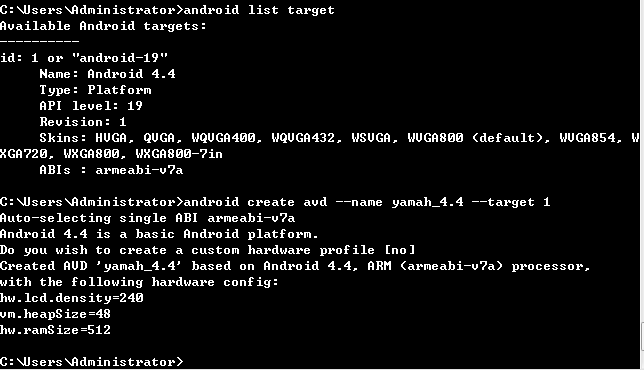 C:\Users\Administrator>android list target
Available Android targets:
----------
id: 1 or "android-19"
     Name: Android 4.4
     Type: Platform
     API level: 19
     Revision: 1
     Skins: HVGA, QVGA, WQVGA400, WQVGA432, WSVGA, WVGA800 (default), WVGA854, W
XGA720, WXGA800, WXGA800-7in
     ABIs : armeabi-v7a

C:\Users\Administrator>android create avd --name yamah_4.4 --target 1
Auto-selecting single ABI armeabi-v7a
Android 4.4 is a basic Android platform.
Do you wish to create a custom hardware profile [no]
Created AVD 'yamah_4.4' based on Android 4.4, ARM (armeabi-v7a) processor,
with the following hardware config:
hw.lcd.density=240
vm.heapSize=48
hw.ramSize=512

C:\Users\Administrator>